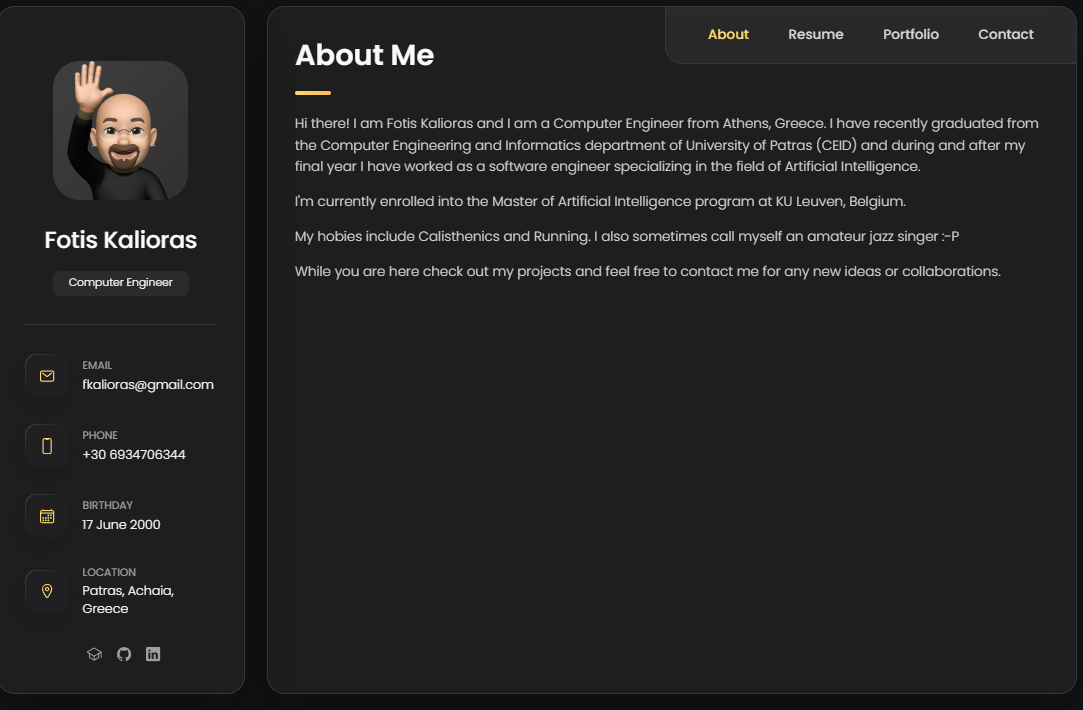 Fotis Kalioras
Computer Engineer
EMAIL
fkalioras@gmail.com
PHONE
+30 6934706344
BIRTHDAY
17 June 2000
LOCATION
Patras, Achaia,
Greece
About Resume Portfolio Contact
About Me
Hi there! I am Fotis Kalioras and I am a Computer Engineer from Athens, Greece. I have recently graduated from
the Computer Engineering and Informatics department of University of Patras (CEID) and during and after my
final year I have worked as a software engineer specializing in the field of Artificial Intelligence.
I'm currently enrolled into the Master of Artificial Intelligence program at KU Leuven, Belgium.
My hobies include Calisthenics and Running. I also sometimes call myself an amateur jazz singer :-P
While you are here check out my projects and feel free to contact me for any new ideas or collaborations.